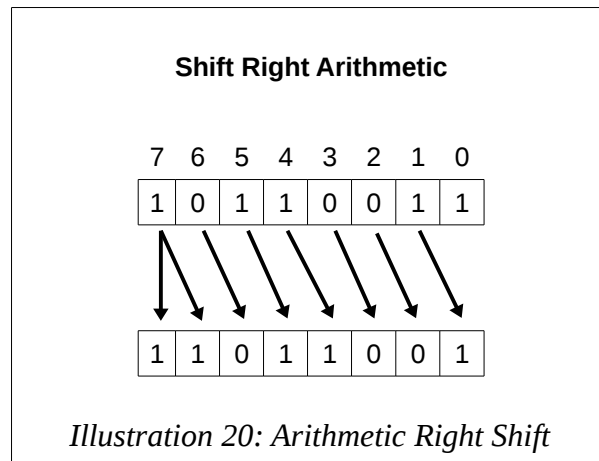 Shift Right Arithmetic
7 6 5 4 3 2 1 0
1 0 1 1 0 0 1 1
1 1 0 1 1 0 0 1
Illustration 20: Arithmetic Right Shift